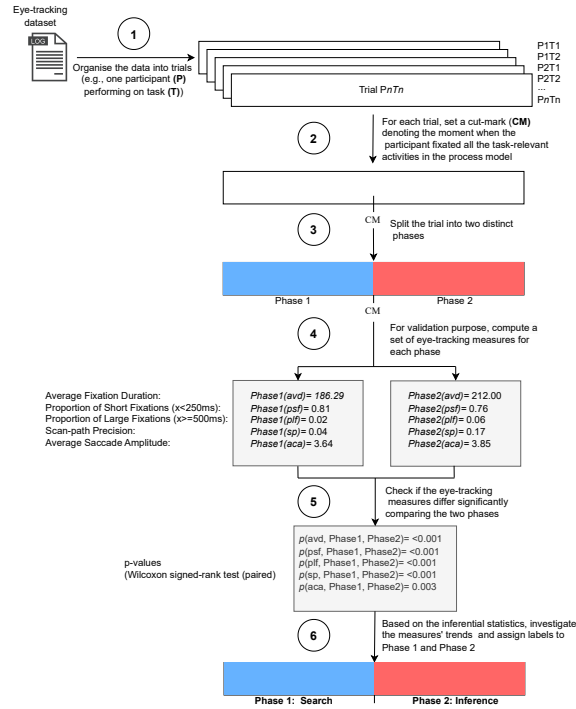 Eye-tracking
dataset
LOG
1
Organise the data into trials
(e.g., one participant (P)
performing on task (T))
P1T1
P1T2
P2T1
P2T2
...
PnTn
Trial PnTn
2
For each trial, set a cut-mark (CM)
denoting the moment when the
participant fixated all the task-relevant
activities in the process model
3
CM
Split the trial into two distinct
phases
Phase 1
Phase 2
CM
4
For validation purpose, compute a
set of eye-tracking measures for
each phase
Average Fixation Duration:
Proportion of Short Fixations (x<250ms):
Proportion of Large Fixations (x>=500ms):
Scan-path Precision:
Average Saccade Amplitude:
Phase1(avd)= 186.29
Phase1(psf)= 0.81
Phase1(plf)= 0.02
Phase1(sp)= 0.04
Phase1(aca)= 3.64
Phase2(avd)= 212.00
Phase2(psf)= 0.76
Phase2(plf)= 0.06
Phase2(sp)= 0.17
Phase2(aca)= 3.85
5
Check if the eye-tracking
measures differ significantly
comparing the two phases
p-values
(Wilcoxon signed-rank test (paired)
p(avd, Phase1, Phase2)= <0.001
p(psf, Phase1, Phase2)= <0.001
p(plf, Phase1, Phase2)= <0.001
p(sp, Phase1, Phase2)= <0.001
p(aca, Phase1, Phase2)= 0.003
6
Based on the inferential statistics, investigate
the measures' trends and assign labels to
Phase 1 and Phase 2
Phase 1: Search
Phase 2: Inference